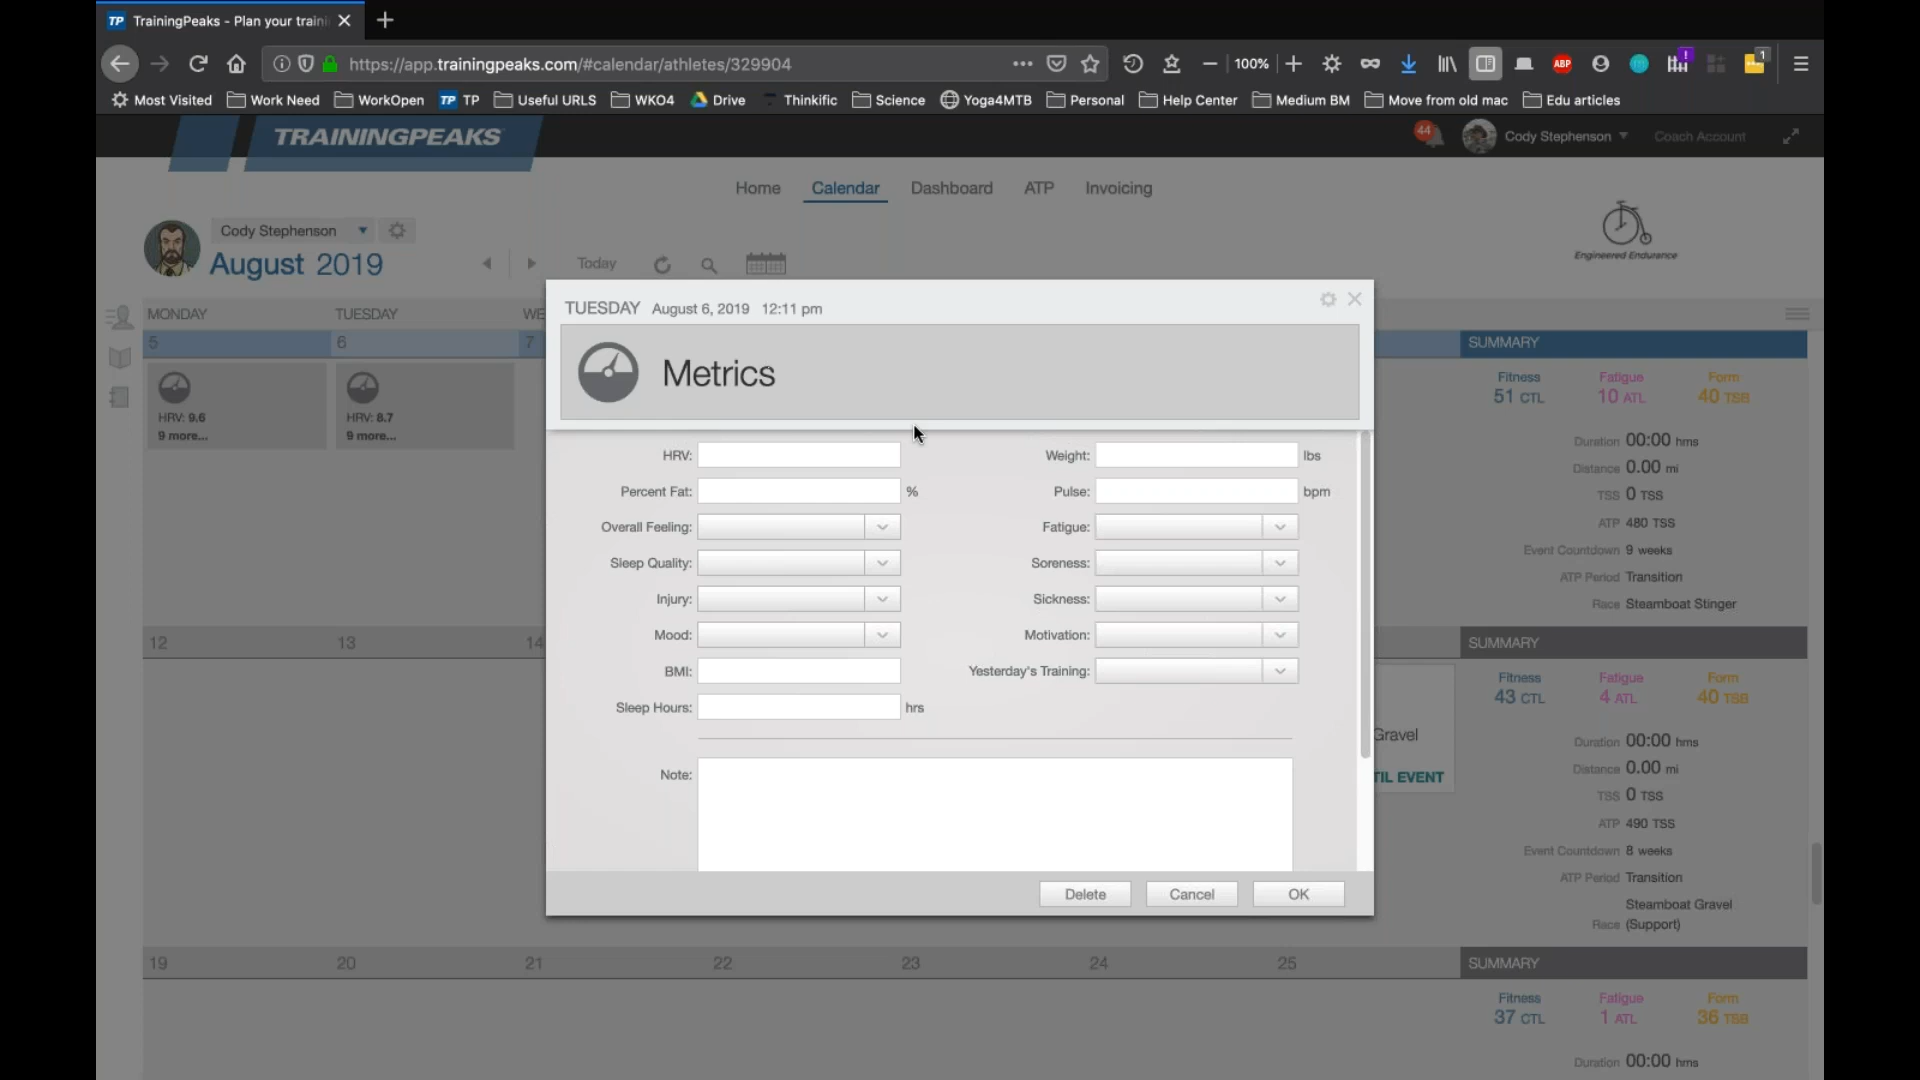 TP TrainingPeaks - Plan your traini
https://app.trainingpeaks.com/#calendar/athletes/329904
100%
ABP
!
1
Most Visited Work Need WorkOpen TP TP Useful URLS WKO4 Drive Thinkific Science Yoga4MTB Personal Help Center Medium BM Move from old mac Edu articles
TRAININGPEAKS
44
Cody Stephenson
Coach Account
Home Calendar Dashboard ATP Invoicing
Cody Stephenson
August 2019
Today
Engineered Endurance
MONDAY TUESDAY WE
5 6 7
HRV: 9.6
9 more...
HRV: 8.7
9 more...
TUESDAY August 6, 2019 12:11 pm
Metrics
HRV: Weight: lbs
Percent Fat: % Pulse: bpm
Overall Feeling: Fatigue:
Sleep Quality: Soreness:
Injury: Sickness:
Mood: Motivation:
BMI: Yesterday's Training:
Sleep Hours: hrs
Note:
Delete Cancel OK
SUMMARY
Fitness Fatigue Form
51 CTL 10 ATL 40 TSB
Duration 00:00 hms
Distance 0.00 mi
TSS 0 TSS
ATP 480 TSS
Event Countdown 9 weeks
ATP Period Transition
Race Steamboat Stinger
12 13 14
Gravel
TIL EVENT
SUMMARY
Fitness Fatigue Form
43 CTL 4 ATL 40 TSB
Duration 00:00 hms
Distance 0.00 mi
TSS 0 TSS
ATP 490 TSS
Event Countdown 8 weeks
ATP Period Transition
Steamboat Gravel
Race (Support)
19 20 21 22 23 24 25
SUMMARY
Fitness Fatigue Form
37 CTL 1 ATL 36 TSB
Duration 00:00 hms